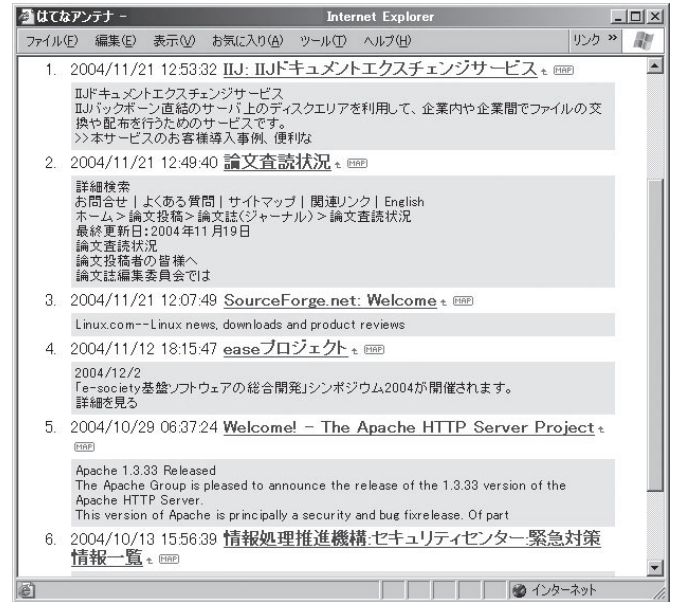 はてなアンテナ - Internet Explorer
ファイル(F) 編集(E) 表示(V) お気に入り(A) ツール(T) ヘルプ(H) リンク »
1. 2004/11/21 12:53:32 IIJ: IIJドキュメントエクスチェンジサービス MAP
IIJドキュメントエクスチェンジサービス
IIJバックボーン直結のサーバ上のディスクエリアを利用して、企業内や企業間でファイルの交
換や配布を行うためのサービスです。
>>本サービスのお客様導入事例、便利な
2. 2004/11/21 12:49:40 論文査読状況 MAP
詳細検索
お問合せ | よくある質問 | サイトマップ | 関連リンク | English
ホーム > 論文投稿 > 論文誌(ジャーナル) > 論文査読状況
最終更新日:2004年11月19日
論文査読状況
論文投稿者の皆様へ
論文誌編集委員会では
3. 2004/11/21 12:07:49 SourceForge.net: Welcome MAP
Linux.com--Linux news, downloads and product reviews
4. 2004/11/12 18:15:47 easeプロジェクト MAP
2004/12/2
「e-society基盤ソフトウェアの総合開発」シンポジウム2004が開催されます。
詳細を見る
5. 2004/10/29 06:37:24 Welcome! - The Apache HTTP Server Project
MAP
Apache 1.3.33 Released
The Apache Group is pleased to announce the release of the 1.3.33 version of the
Apache HTTP Server.
This version of Apache is principally a security and bug fixrelease. Of part
6. 2004/10/13 15:56:39 情報処理推進機構:セキュリティセンター:緊急対策
情報一覧 MAP
インターネット